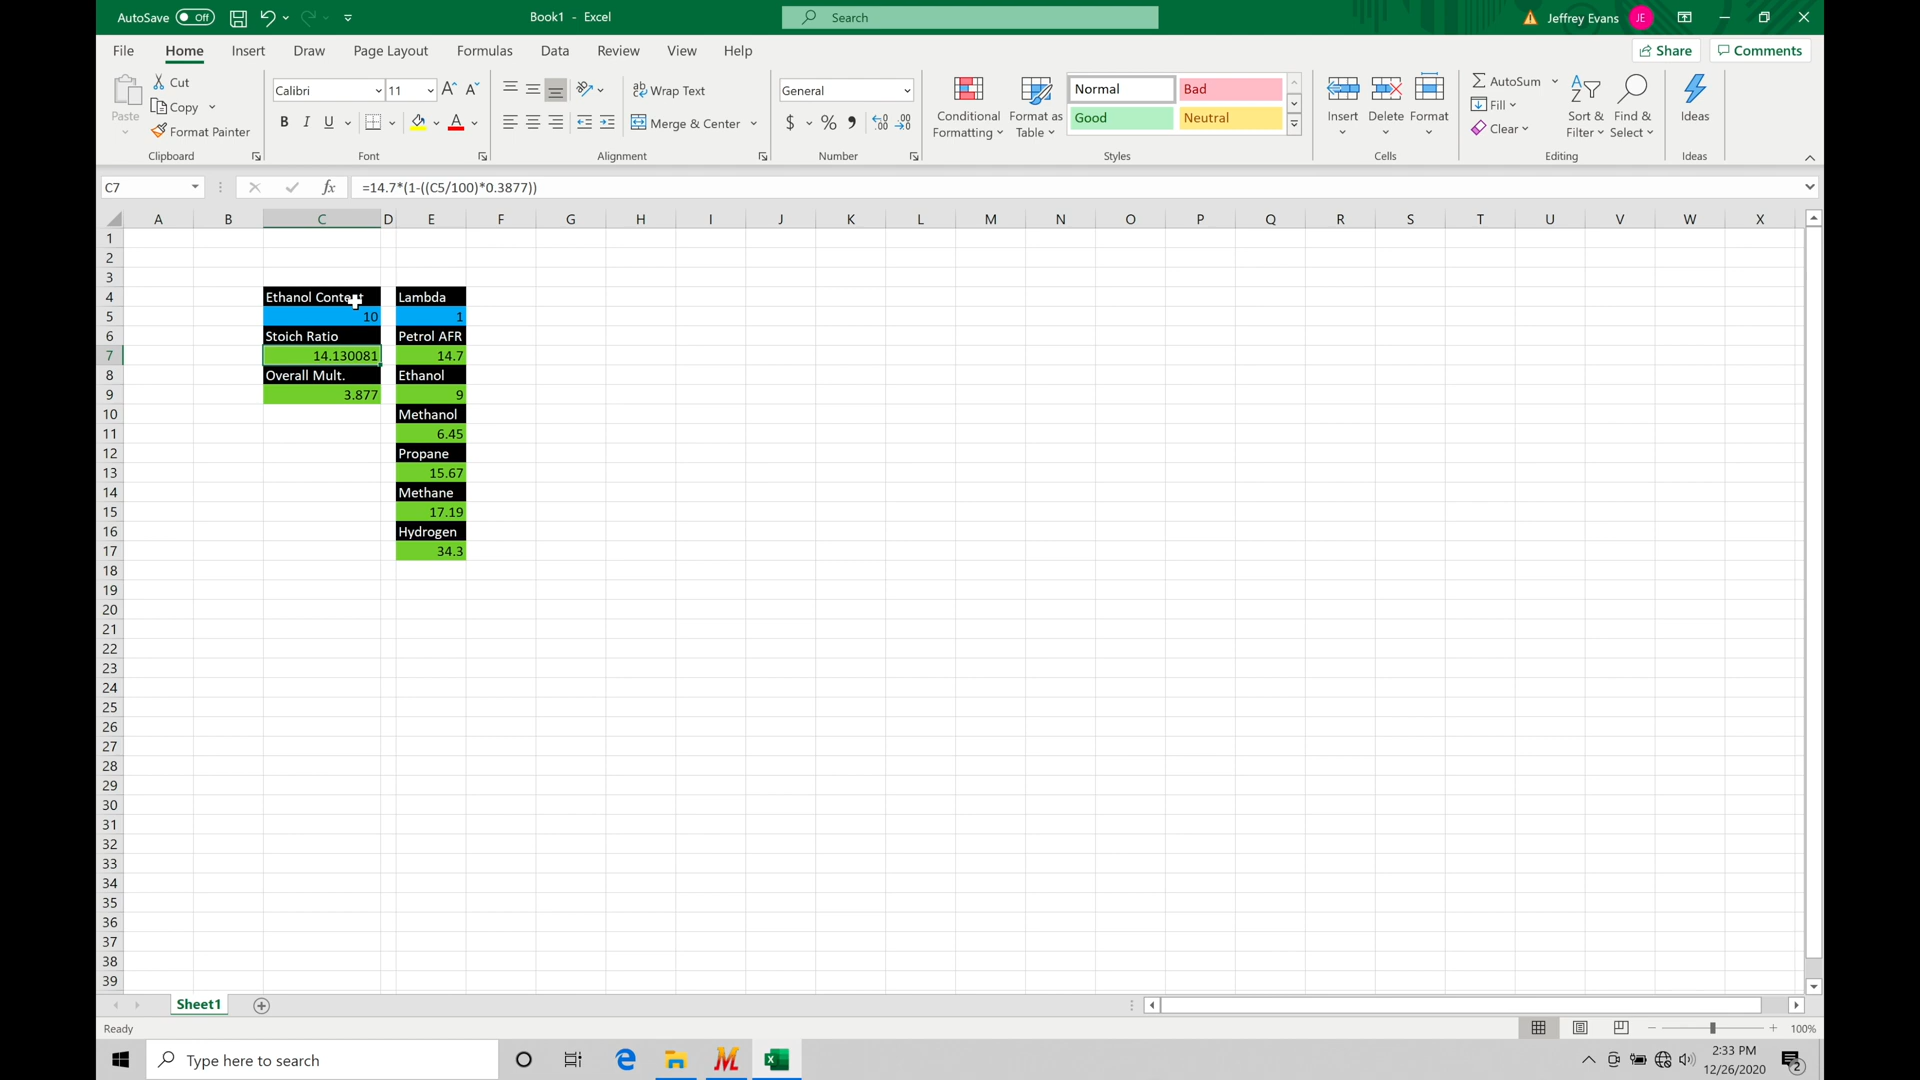 AutoSave Off
Book1 - Excel
Search
Jeffrey Evans
JE
File Home Insert Draw Page Layout Formulas Data Review View Help
Share
Comments
Paste
Cut
Copy
Format Painter
Clipboard
Calibri
11
B I U
A
Font
Wrap Text
Merge & Center
Alignment
General
$ % 9
Number
Conditional Formatting
Format as Table
Normal
Bad
Good
Neutral
Styles
Insert
Delete
Format
Cells
AutoSum
Fill
Clear
Sort & Filter
Find & Select
Editing
Ideas
Ideas
C7
fx
=14.7*(1-((C5/100)*0.3877))
A B C D E F G H I J K L M N O P Q R S T U V W X
1
2
3
4 Ethanol Content Lambda
5 10 1
6 Stoich Ratio Petrol AFR
7 14.130081 14.7
8 Overall Mult. Ethanol
9 3.877 9
10 Methanol
11 6.45
12 Propane
13 15.67
14 Methane
15 17.19
16 Hydrogen
17 34.3
18
19
20
21
22
23
24
25
26
27
28
29
30
31
32
33
34
35
36
37
38
39
Sheet1
Ready
100%
Type here to search
2:33 PM
12/26/2020
2